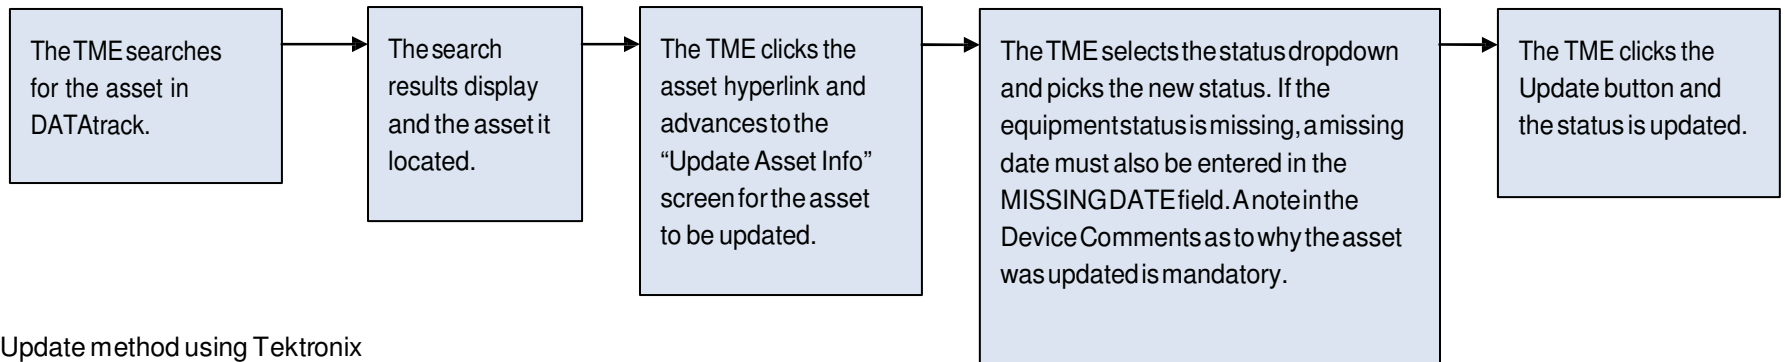 The TME searches
for the asset in
DATAtrack.
The search
results display
and the asset it
located.
The TME clicks the
asset hyperlink and
advances to the
“Update Asset Info”
screen for the asset
to be updated.
The TME selects the status dropdown
and picks the new status. If the
equipment status is missing, a missing
date must also be entered in the
MISSING DATE field. A note in the
Device Comments as to why the asset
was updated is mandatory.
The TME clicks the
Update button and
the status is updated.
Update method using Tektronix